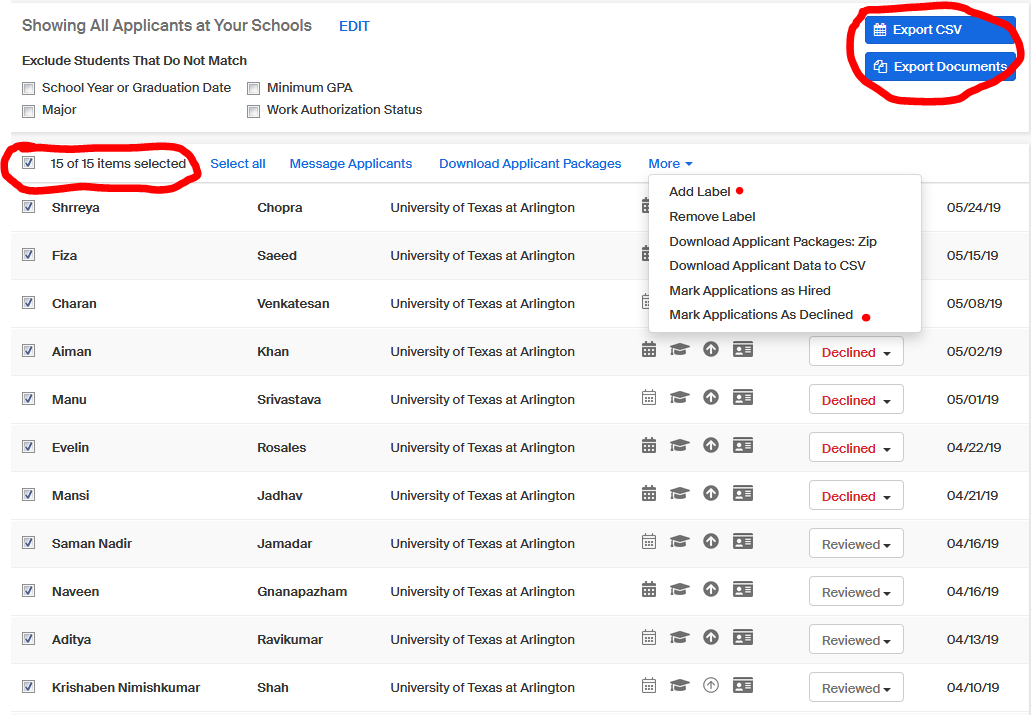 Showing All Applicants at Your Schools EDIT
Export CSV
Exclude Students That Do Not Match
Export Documents
School Year or Graduation Date Minimum GPA
Major Work Authorization Status
15 of 15 items selected Select all Message Applicants Download Applicant Packages More
Add Label
Remove Label
Download Applicant Packages: Zip
Download Applicant Data to CSV
Mark Applications as Hired
Mark Applications As Declined
Shrreya Chopra University of Texas at Arlington 05/24/19
Fiza Saeed University of Texas at Arlington 05/15/19
Charan Venkatesan University of Texas at Arlington 05/08/19
Aiman Khan University of Texas at Arlington Declined 05/02/19
Manu Srivastava University of Texas at Arlington Declined 05/01/19
Evelin Rosales University of Texas at Arlington Declined 04/22/19
Mansi Jadhav University of Texas at Arlington Declined 04/21/19
Saman Nadir Jamadar University of Texas at Arlington Reviewed 04/16/19
Naveen Gnanapazham University of Texas at Arlington Reviewed 04/16/19
Aditya Ravikumar University of Texas at Arlington Reviewed 04/13/19
Krishaben Nimishkumar Shah University of Texas at Arlington Reviewed 04/10/19